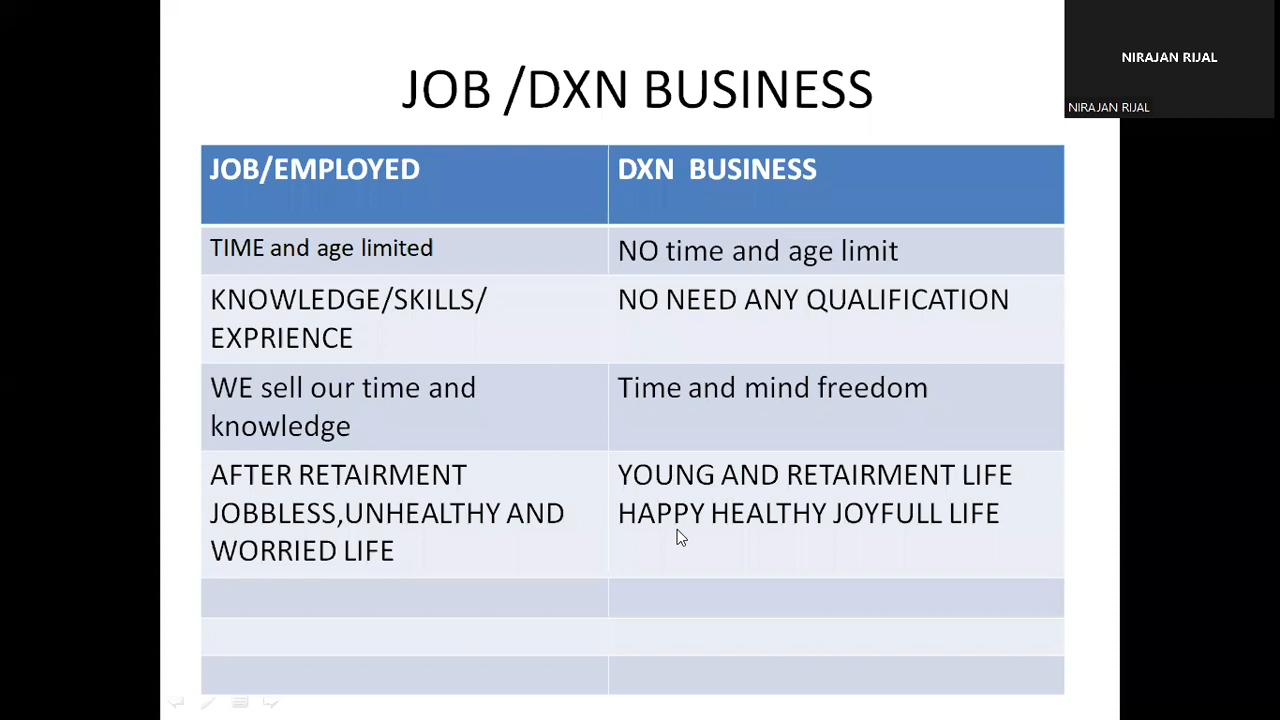 NIRAJAN RIJAL
NIRAJAN RIJAL
JOB /DXN BUSINESS
JOB/EMPLOYED
DXN BUSINESS
TIME and age limited
NO time and age limit
KNOWLEDGE/SKILLS/
EXPRIENCE
NO NEED ANY QUALIFICATION
WE sell our time and
knowledge
Time and mind freedom
AFTER RETAIRMENT
JOBBLESS,UNHEALTHY AND
WORRIED LIFE
YOUNG AND RETAIRMENT LIFE
HAPPY HEALTHY JOYFULL LIFE